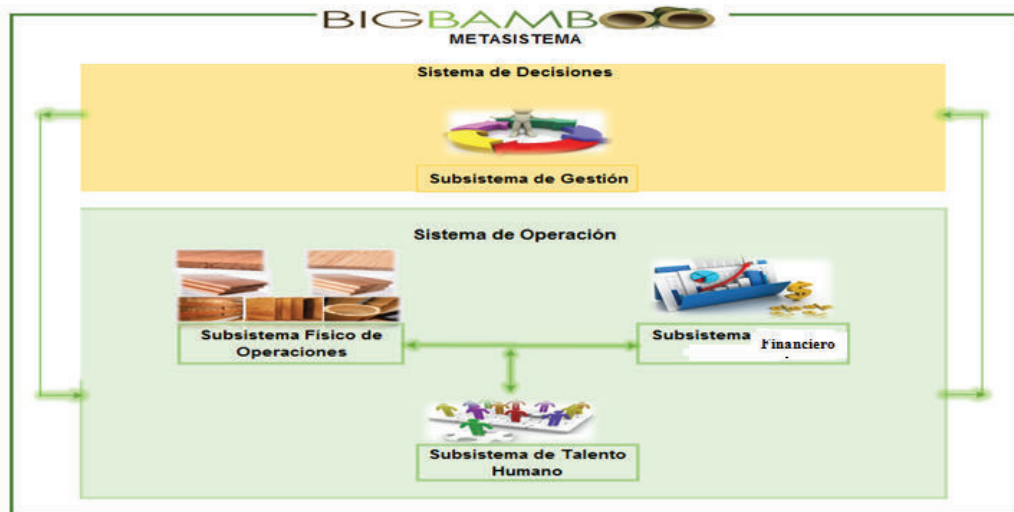 BIGBAMBOO
METASISTEMA
Sistema de Decisiones
Subsistema de Gestión
Sistema de Operación
Subsistema Físico de
Operaciones
Subsistema Financiero
Subsistema de Talento
Humano